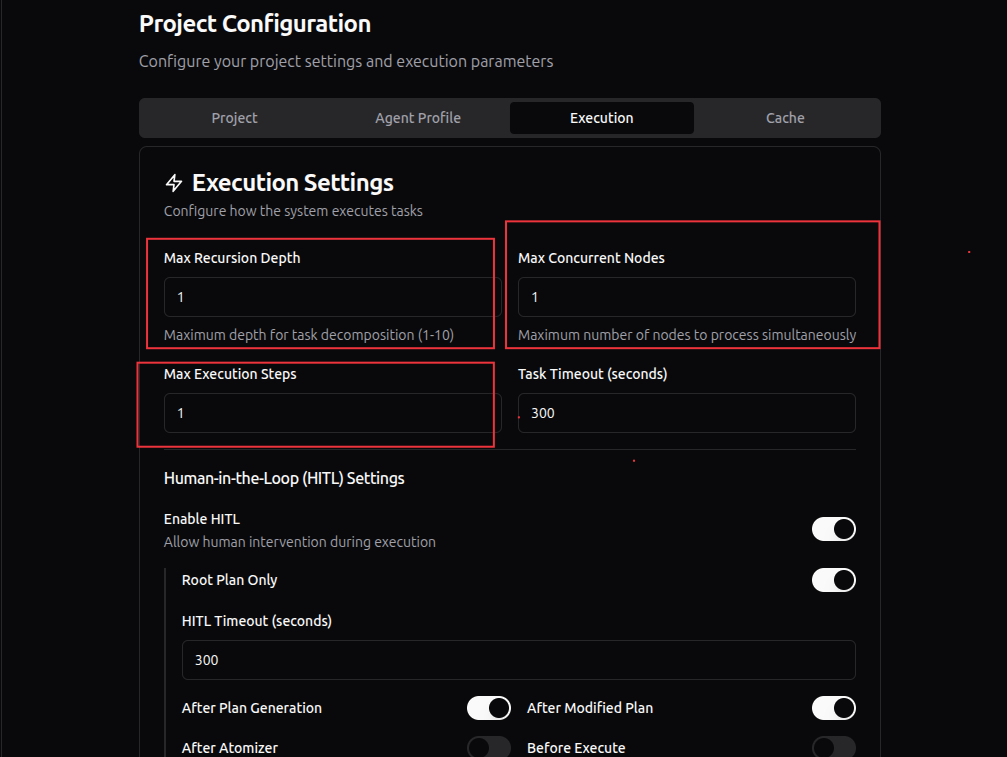 Project Configuration
Configure your project settings and execution parameters
Project Agent Profile Execution Cache
Execution Settings
Configure how the system executes tasks
Max Recursion Depth
1
Maximum depth for task decomposition (1-10)
Max Concurrent Nodes
1
Maximum number of nodes to process simultaneously
Max Execution Steps
1
Task Timeout (seconds)
300
Human-in-the-Loop (HITL) Settings
Enable HITL
Allow human intervention during execution
Root Plan Only
HITL Timeout (seconds)
300
After Plan Generation
After Modified Plan
After Atomizer
Before Execute